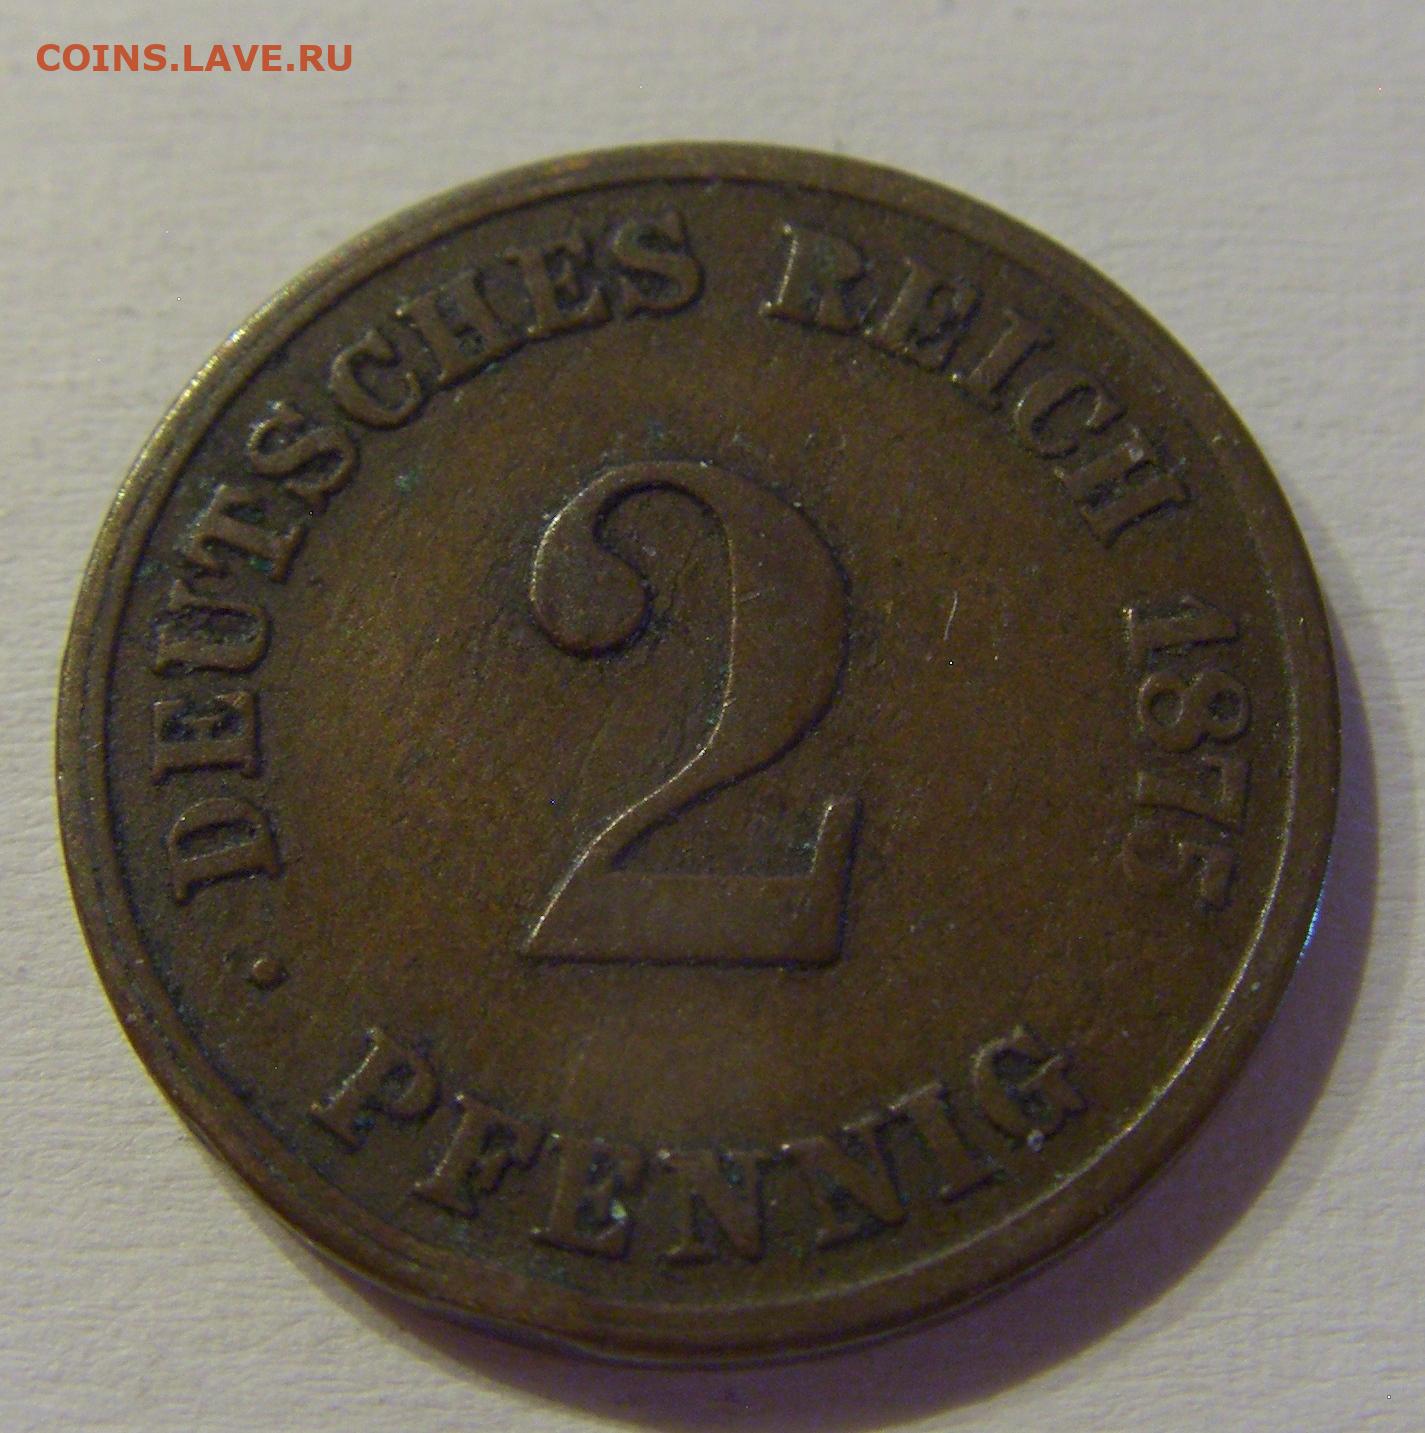 COINS.LAVE.RU
· DEUTSCHES REICH 1875
2
PFENNIG